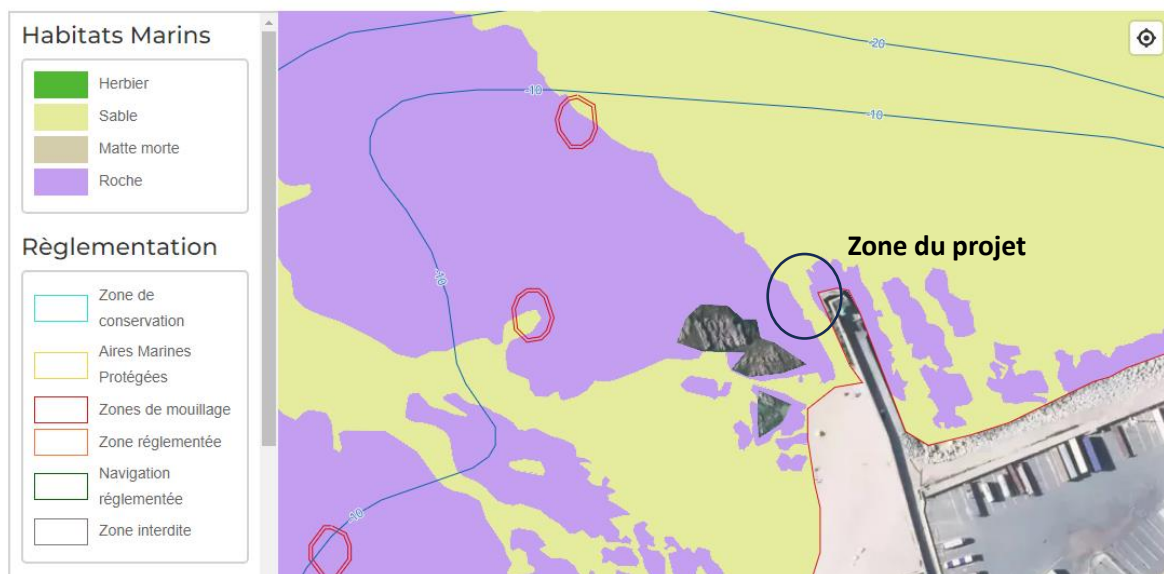 Habitats Marins
Herbier
Sable
Matte morte
Roche
Règlementation
Zone de
conservation
Aires Marines
Protégées
Zones de mouillage
Zone réglementée
Navigation
réglementée
Zone interdite
-20
-10
-10
Zone du projet
-10
-10